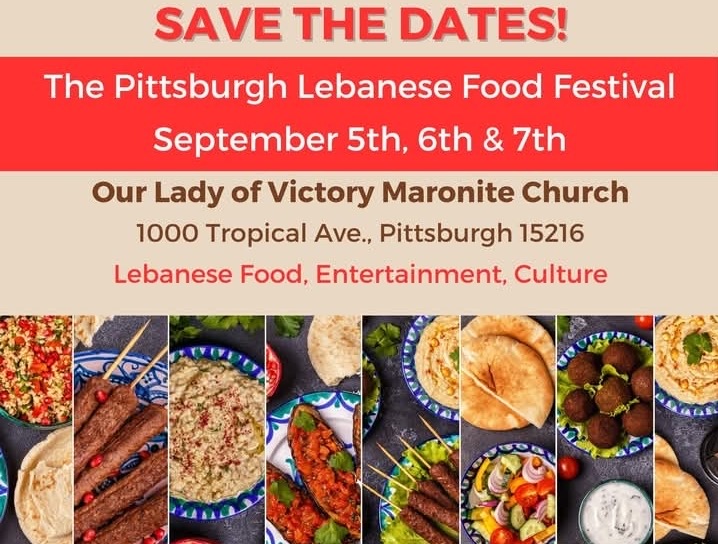 SAVE THE DATES!
The Pittsburgh Lebanese Food Festival
September 5th, 6th & 7th
Our Lady of Victory Maronite Church
1000 Tropical Ave., Pittsburgh 15216
Lebanese Food, Entertainment, Culture